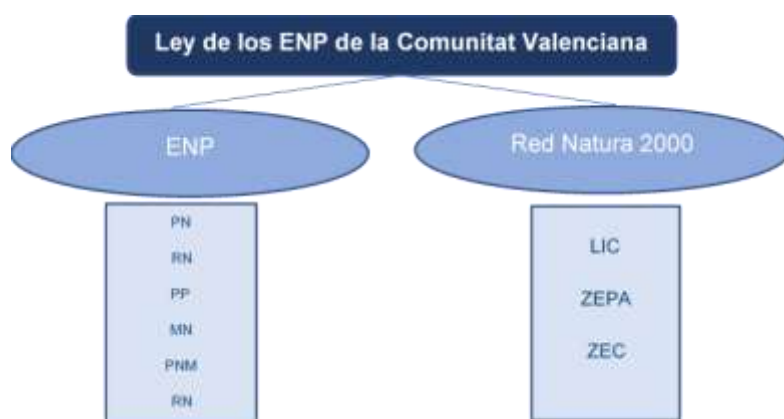 Ley de los ENP de la Comunitat Valenciana
ENP
Red Natura 2000
PN
RN
PP
MN
PNM
RN
LIC
ZEPA
ZEC